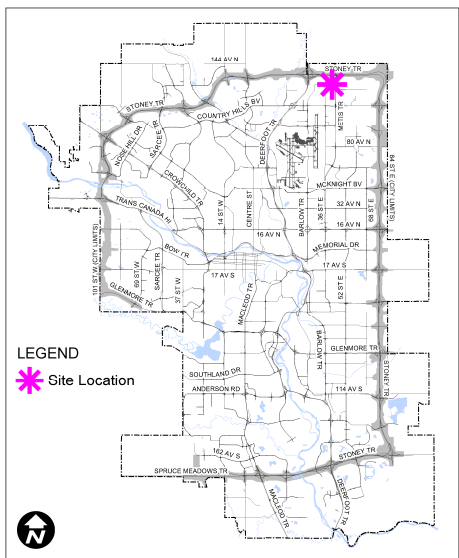 144 AV N
STONEY TR
STONEY TR
COUNTRY HILLS BV
METIS TR
NOSE HILL DR
SARCEE TR
DEERFOOT TR
80 AV N
CROWCHILD TR
MCKNIGHT BV
84 ST E (CITY LIMITS)
TRANS CANADA HI
14 ST W
CENTRE ST
BARLOW TR
36 ST E
32 AV N
68 ST E
16 AV N
16 AV N
101 ST W (CITY LIMITS)
BOW TR
MEMORIAL DR
69 ST W
SARCEE TR
37 ST W
17 AV S
17 AV S
GLENMORE TR
MACLEOD TR
52 ST E
BARLOW TR
GLENMORE TR
LEGEND
Site Location
SOUTHLAND DR
STONEY TR
ANDERSON RD
114 AV S
162 AV S
STONEY TR
SPRUCE MEADOWS TR
MACLEOD TR
DEERFOOT TR
N